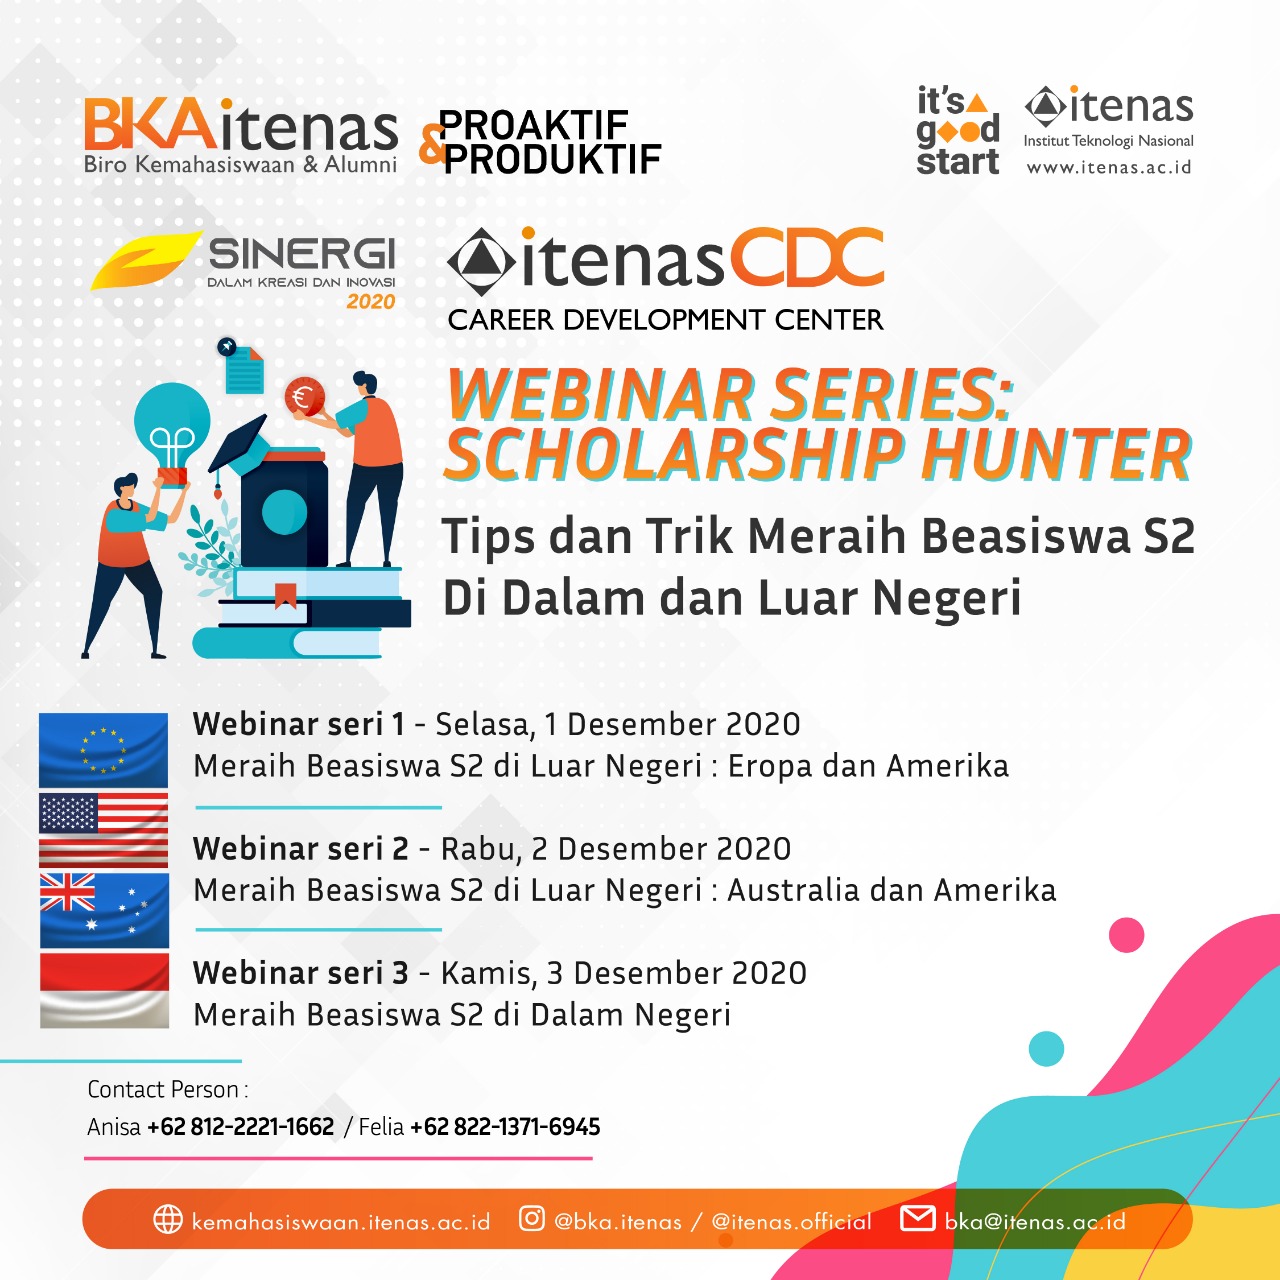 BKAitenas
Biro Kemahasiswaan & Alumni
& PROAKTIF
PRODUKTIF
it's a
good
start
itenas
Institut Teknologi Nasional
www.itenas.ac.id
SINERGI
DALAM KREASI DAN INOVASI
2020
itenasCDC
CAREER DEVELOPMENT CENTER
WEBINAR SERIES:
SCHOLARSHIP HUNTER
Tips dan Trik Meraih Beasiswa S2
Di Dalam dan Luar Negeri
Webinar seri 1 - Selasa, 1 Desember 2020
Meraih Beasiswa S2 di Luar Negeri : Eropa dan Amerika
Webinar seri 2 - Rabu, 2 Desember 2020
Meraih Beasiswa S2 di Luar Negeri : Australia dan Amerika
Webinar seri 3 - Kamis, 3 Desember 2020
Meraih Beasiswa S2 di Dalam Negeri
Contact Person :
Anisa +62 812-2221-1662 / Felia +62 822-1371-6945
kemahasiswaan.itenas.ac.id @bka.itenas / @itenas.official bka@itenas.ac.id